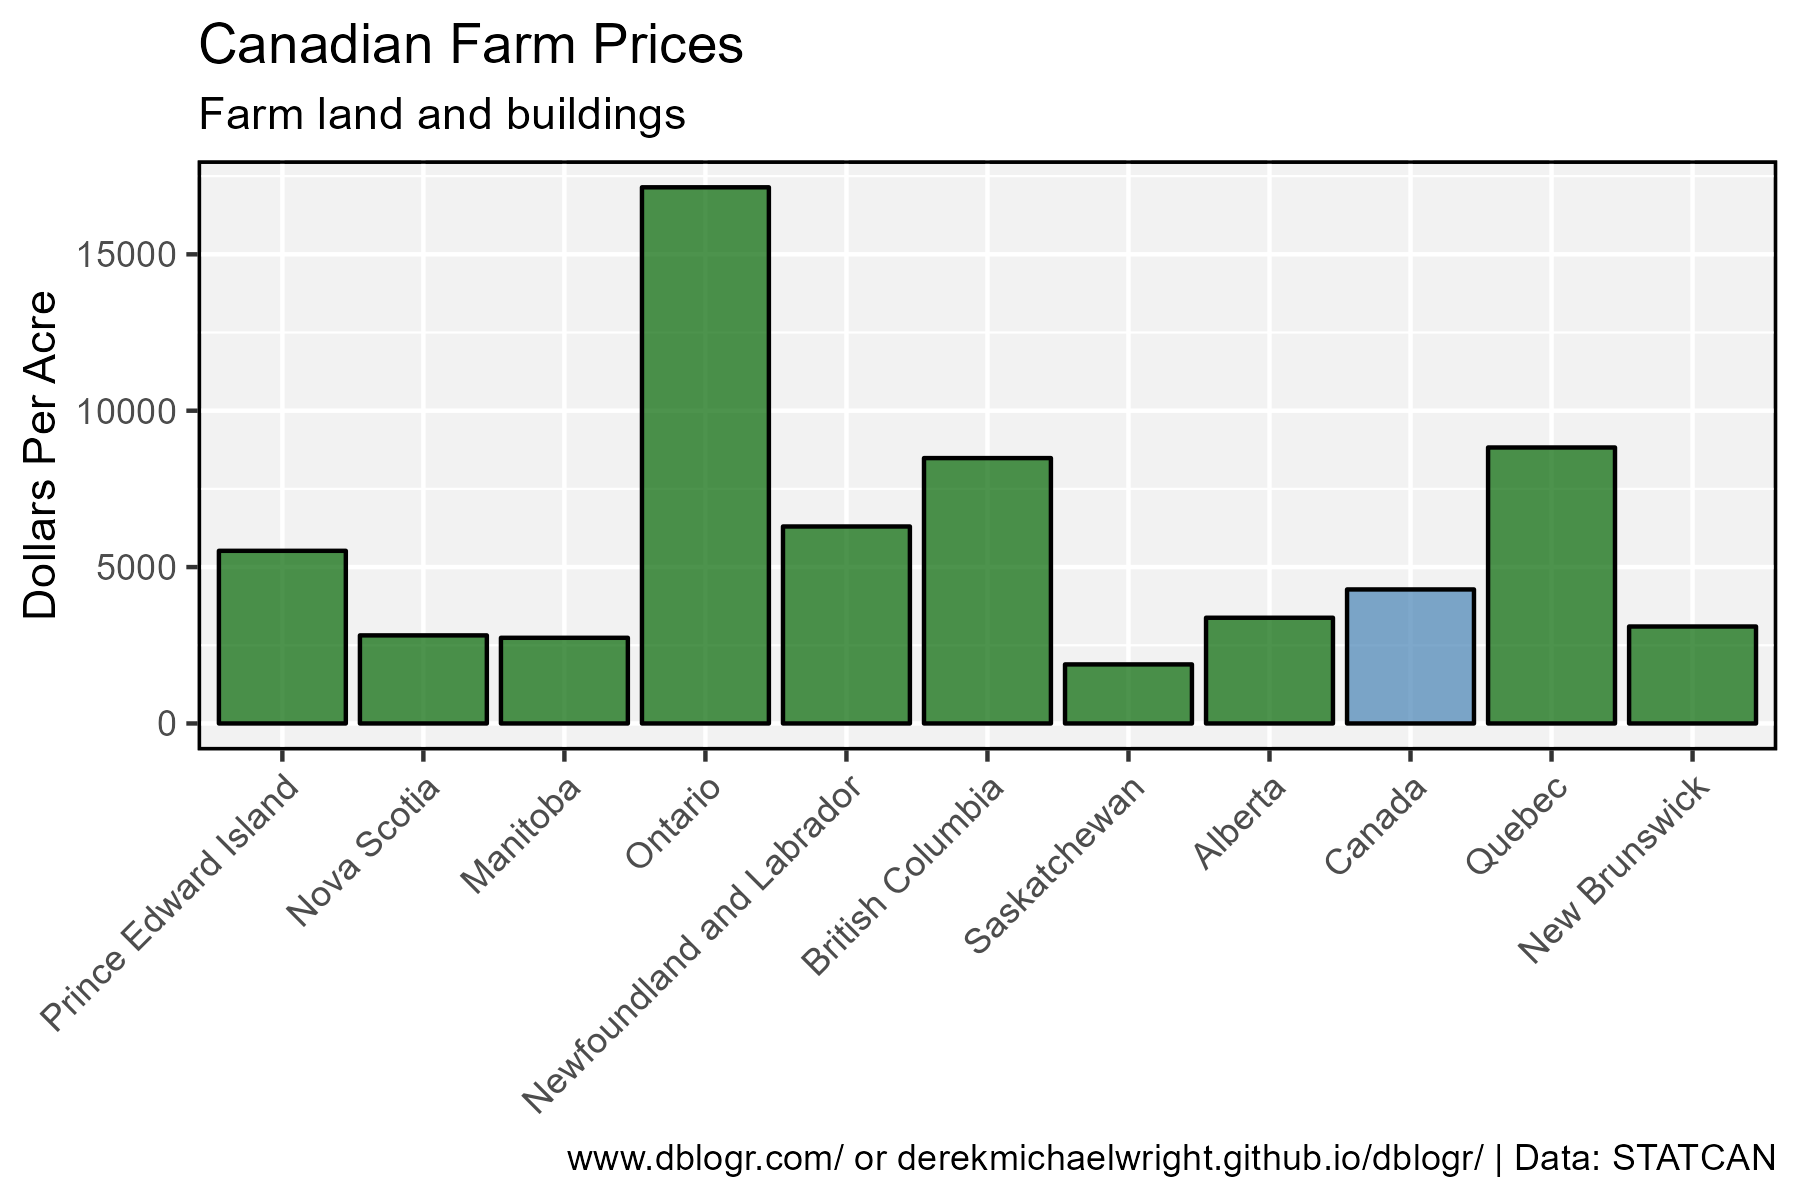 Canadian Farm Prices
Farm land and buildings
Dollars Per Acre
15000
10000
5000
0
Prince Edward Island
Nova Scotia
Manitoba
Ontario
Newfoundland and Labrador
British Columbia
Saskatchewan
Alberta
Canada
Quebec
New Brunswick
www.dblogr.com/ or derekmichaelwright.github.io/dblogr/ | Data: STATCAN